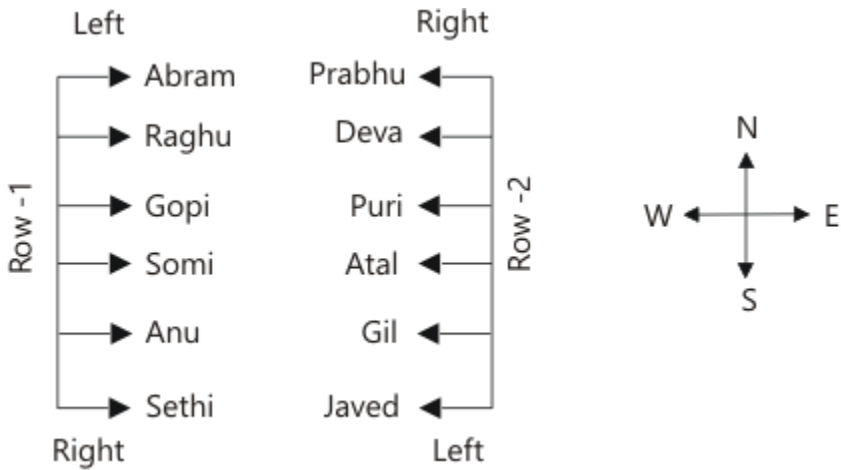 Left
Right
Abram
Prabhu
Raghu
Deva
N
Row -1
Gopi
Puri
Row -2
W
E
Somi
Atal
S
Anu
Gil
Sethi
Javed
Right
Left